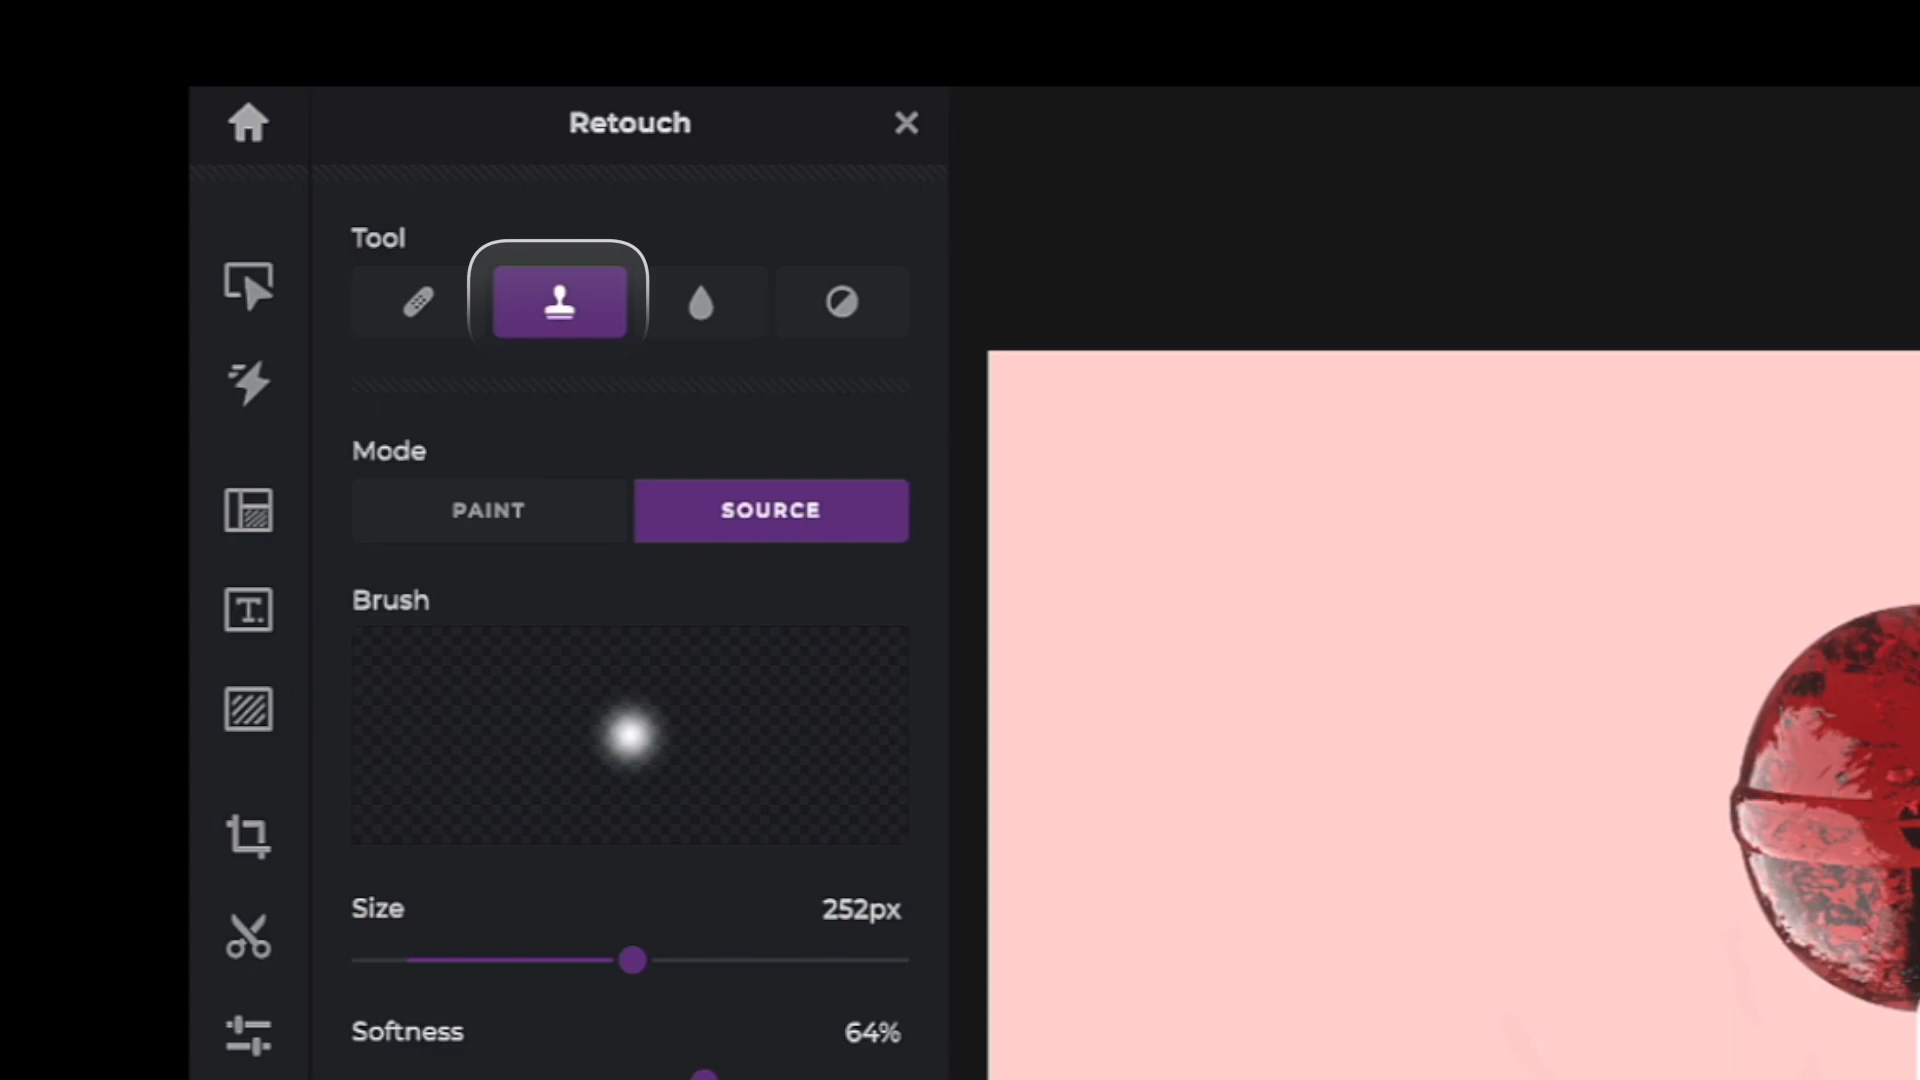 Retouch
Tool
Mode
PAINT SOURCE
Brush
Size 252px
Softness 64%